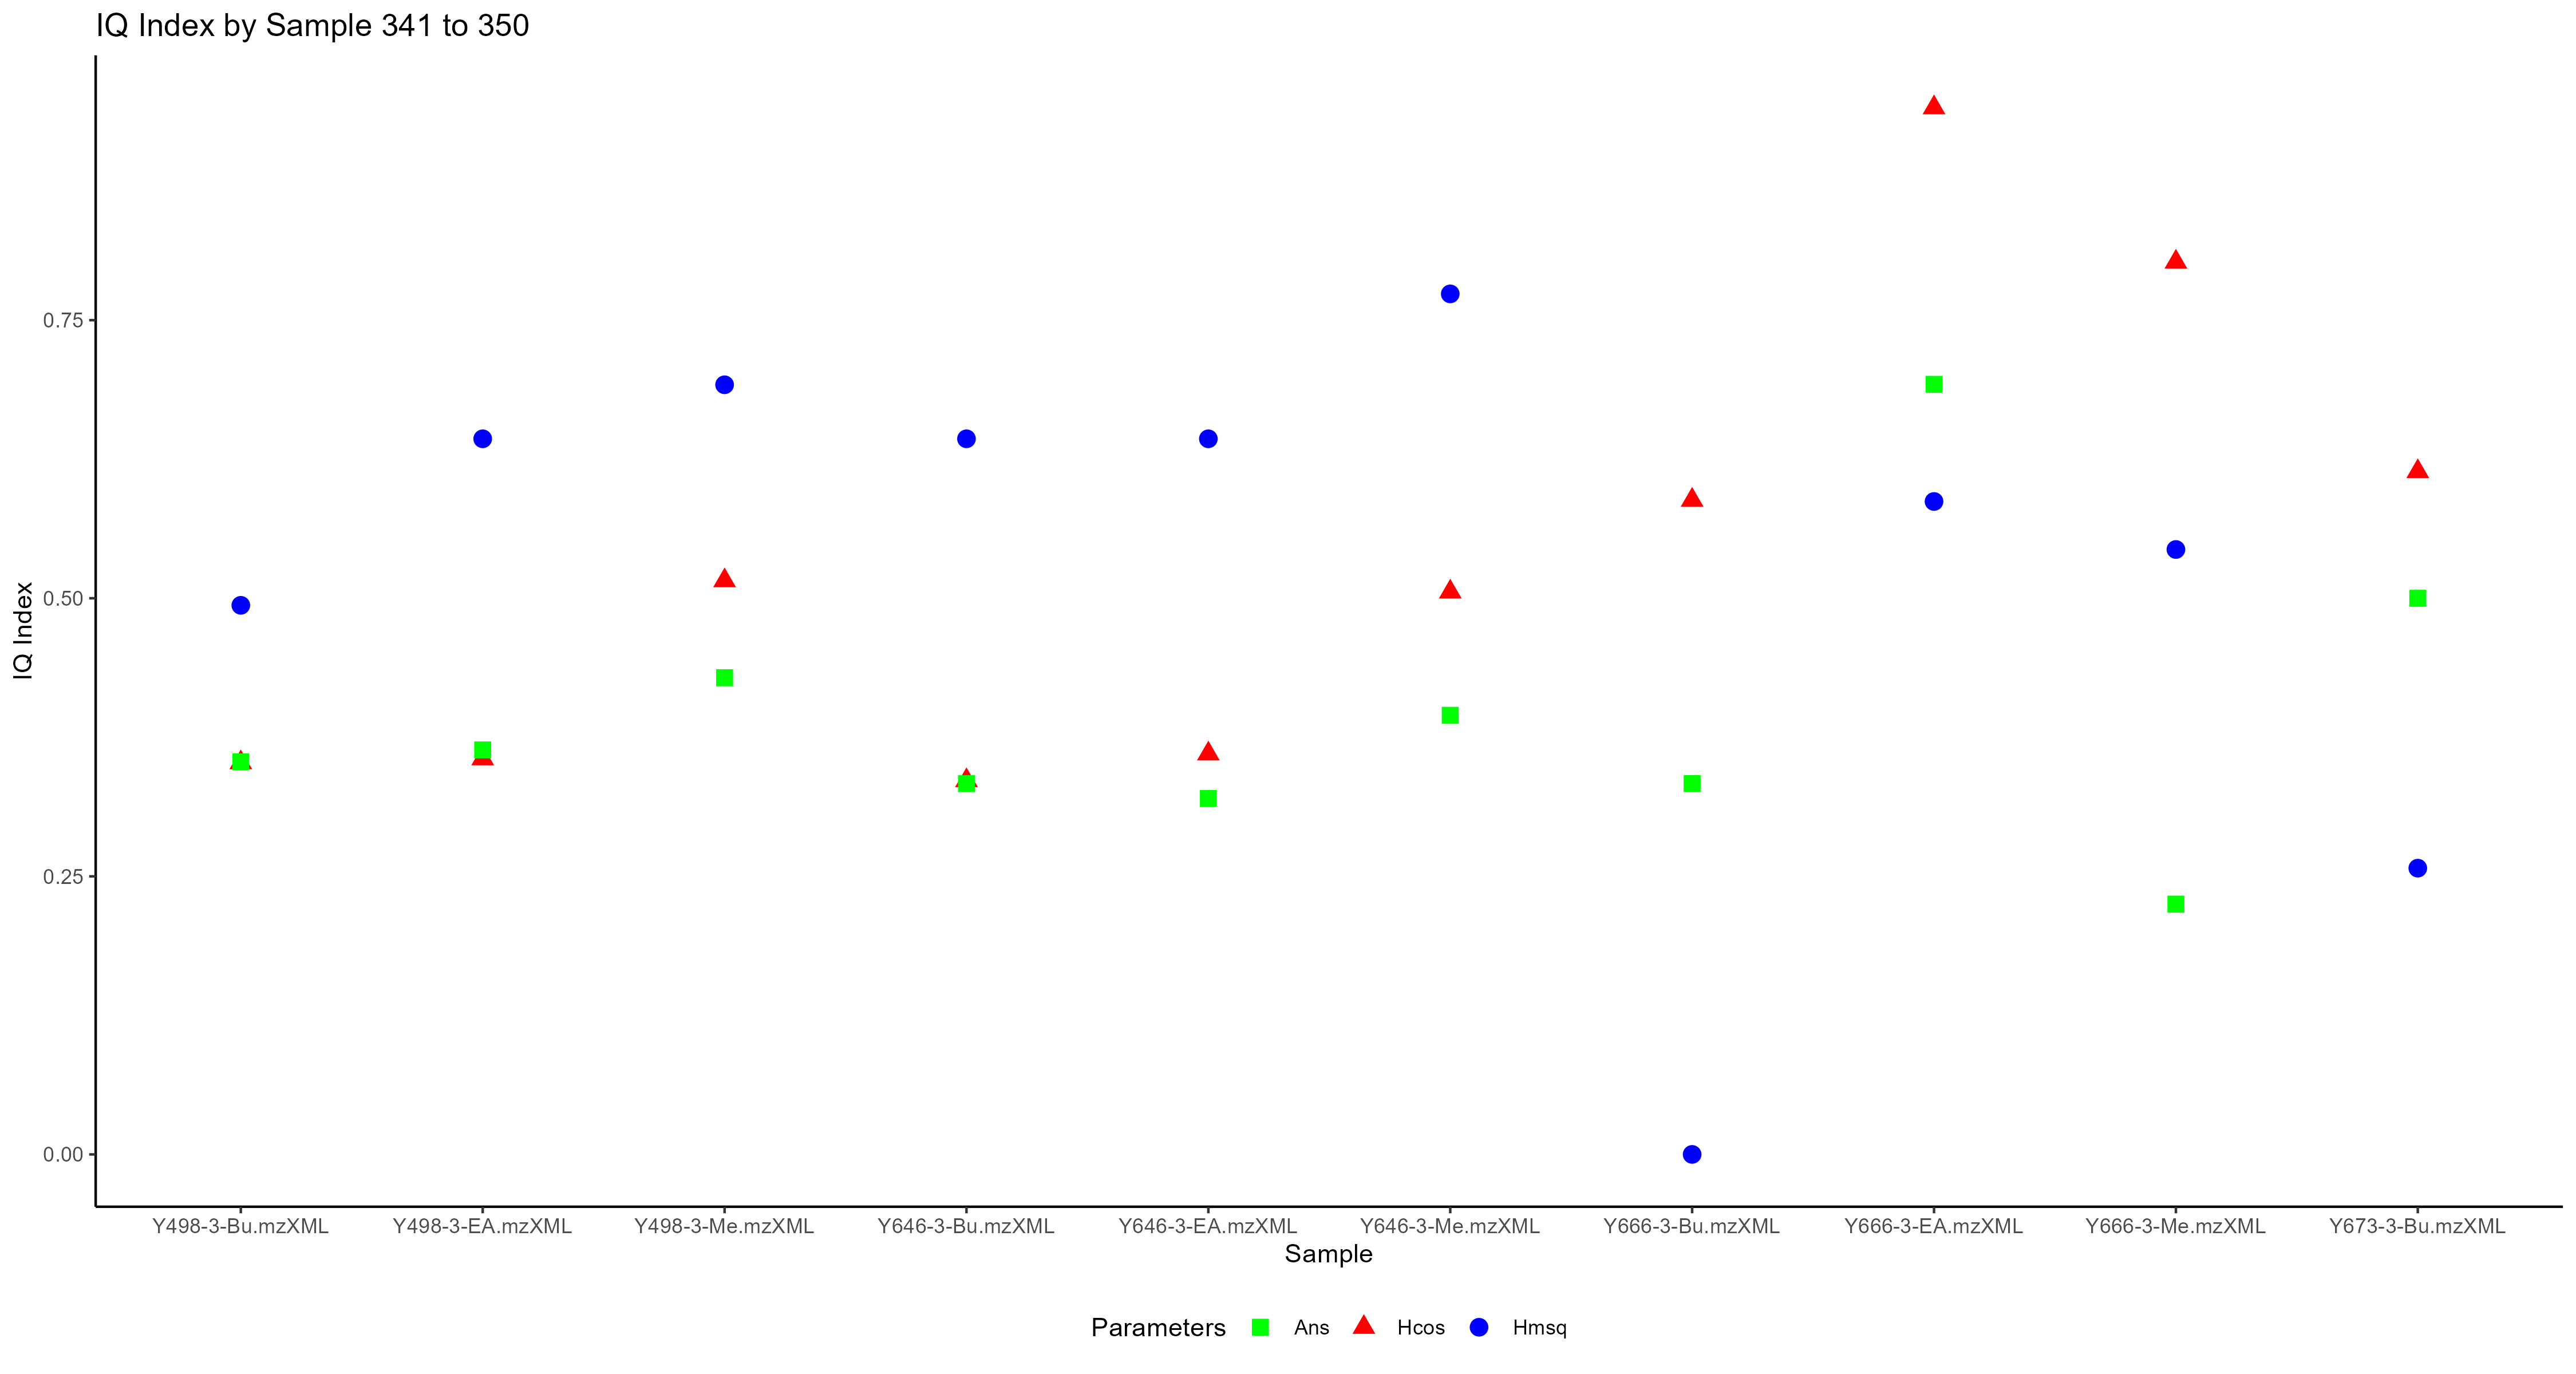 IQ Index by Sample 341 to 350
IQ Index
0.75
0.50
0.25
0.00
Y498-3-Bu.mzXML Y498-3-EA.mzXML Y498-3-Me.mzXML Y646-3-Bu.mzXML Y646-3-EA.mzXML Y646-3-Me.mzXML Y666-3-Bu.mzXML Y666-3-EA.mzXML Y666-3-Me.mzXML Y673-3-Bu.mzXML
Sample
Parameters Ans Hcos Hmsq